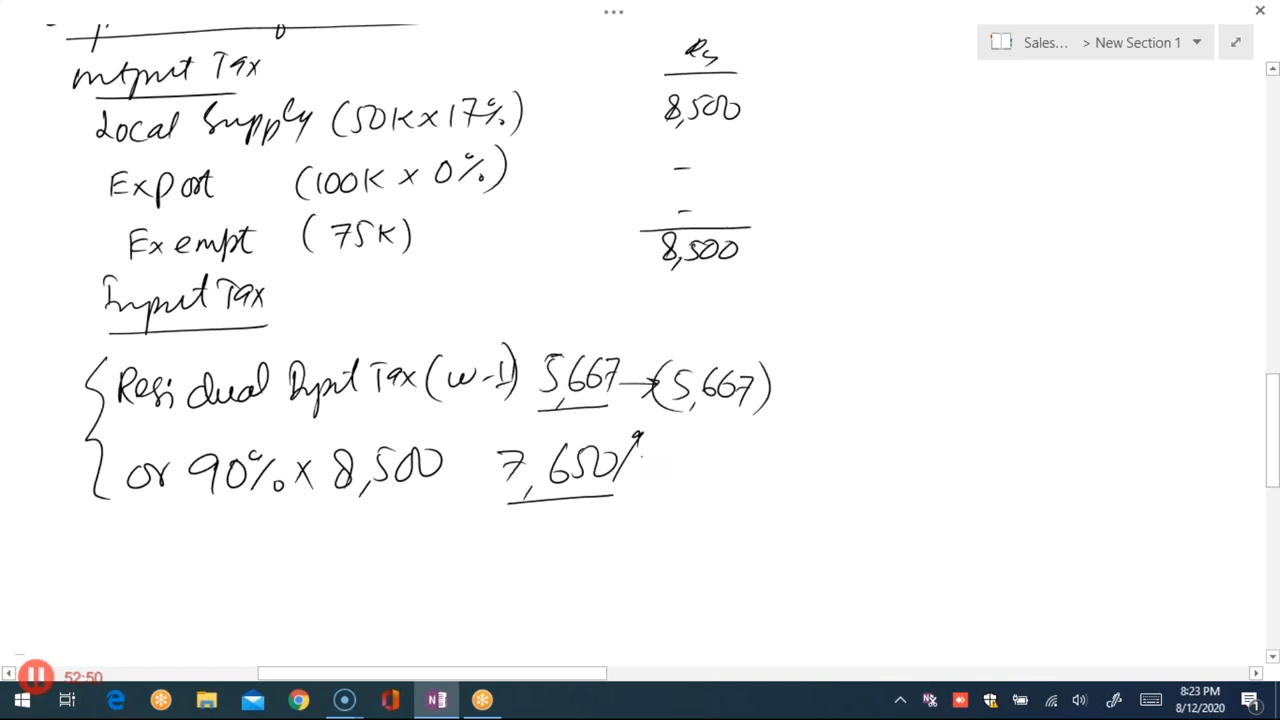 Sales... > New Section 1
Rs
Output Tax
Local Supply (50K x 17%) 8,500
Export (100K x 0%) -
Exempt (75K) -
8,500
Input Tax
Residual Input Tax (W-1) 5,667 → (5,667)
or 90% x 8,500 7,650
52:50
8:23 PM
8/12/2020